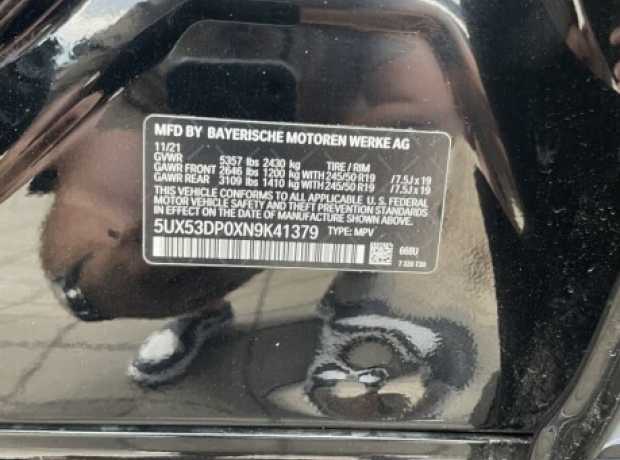 MFD BY BAYERISCHE MOTOREN WERKE AG
11/21
GVWR 5357 lbs 2430 kg TIRE / RIM
GAWR FRONT 2646 lbs 1200 kg WITH 245/50 R19 /7.5J x 19
GAWR REAR 3109 lbs 1410 kg WITH 245/50 R19 /7.5J x 19
THIS VEHICLE CONFORMS TO ALL APPLICABLE U. S. FEDERAL
MOTOR VEHICLE SAFETY AND THEFT PREVENTION STANDARDS
IN EFFECT ON THE DATE OF MANUFACTURE SHOWN ABOVE.
5UX53DP0XN9K41379 TYPE: MPV
668U